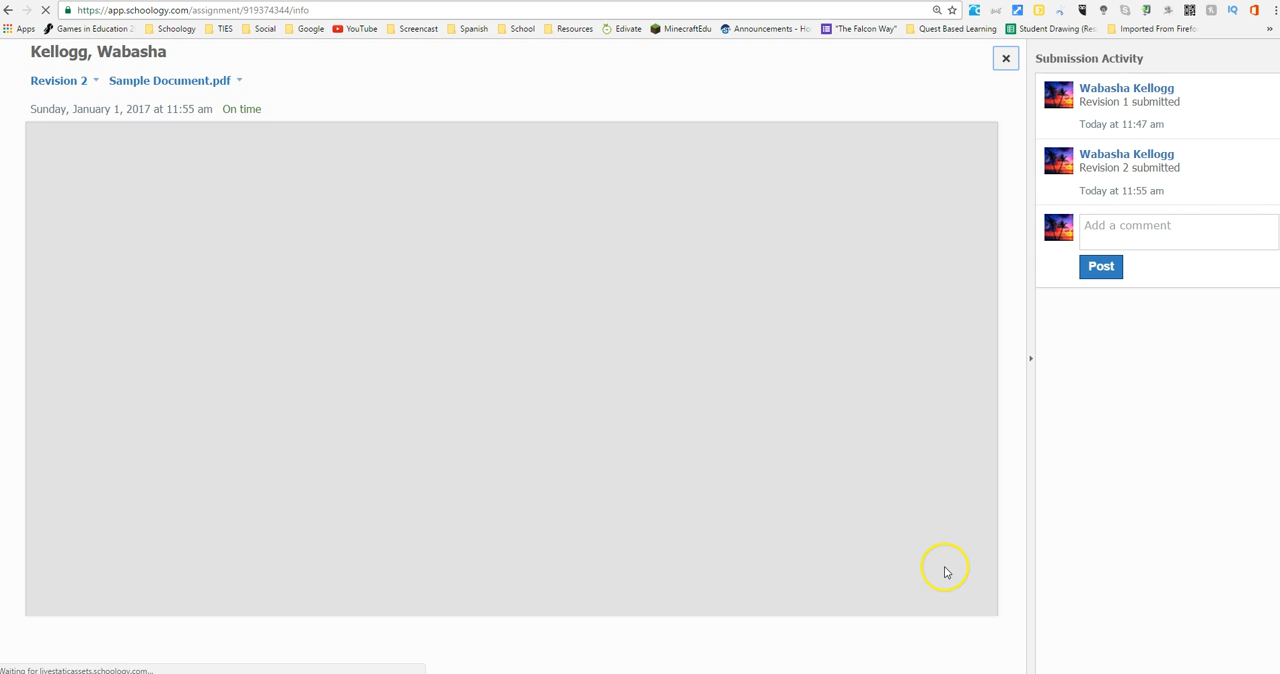 https://app.schoology.com/assignment/919374344/info
Apps Games in Education 2 Schoology TIES Social Google YouTube Screencast Spanish School Resources Edivate MinecraftEdu Announcements - Ho "The Falcon Way" Quest Based Learning Student Drawing (Res Imported From Firefo »
Kellogg, Wabasha
Revision 2 Sample Document.pdf
Sunday, January 1, 2017 at 11:55 am On time
Submission Activity
Wabasha Kellogg
Revision 1 submitted
Today at 11:47 am
Wabasha Kellogg
Revision 2 submitted
Today at 11:55 am
Add a comment
Post
Waiting for livestaticassets.schoology.com...